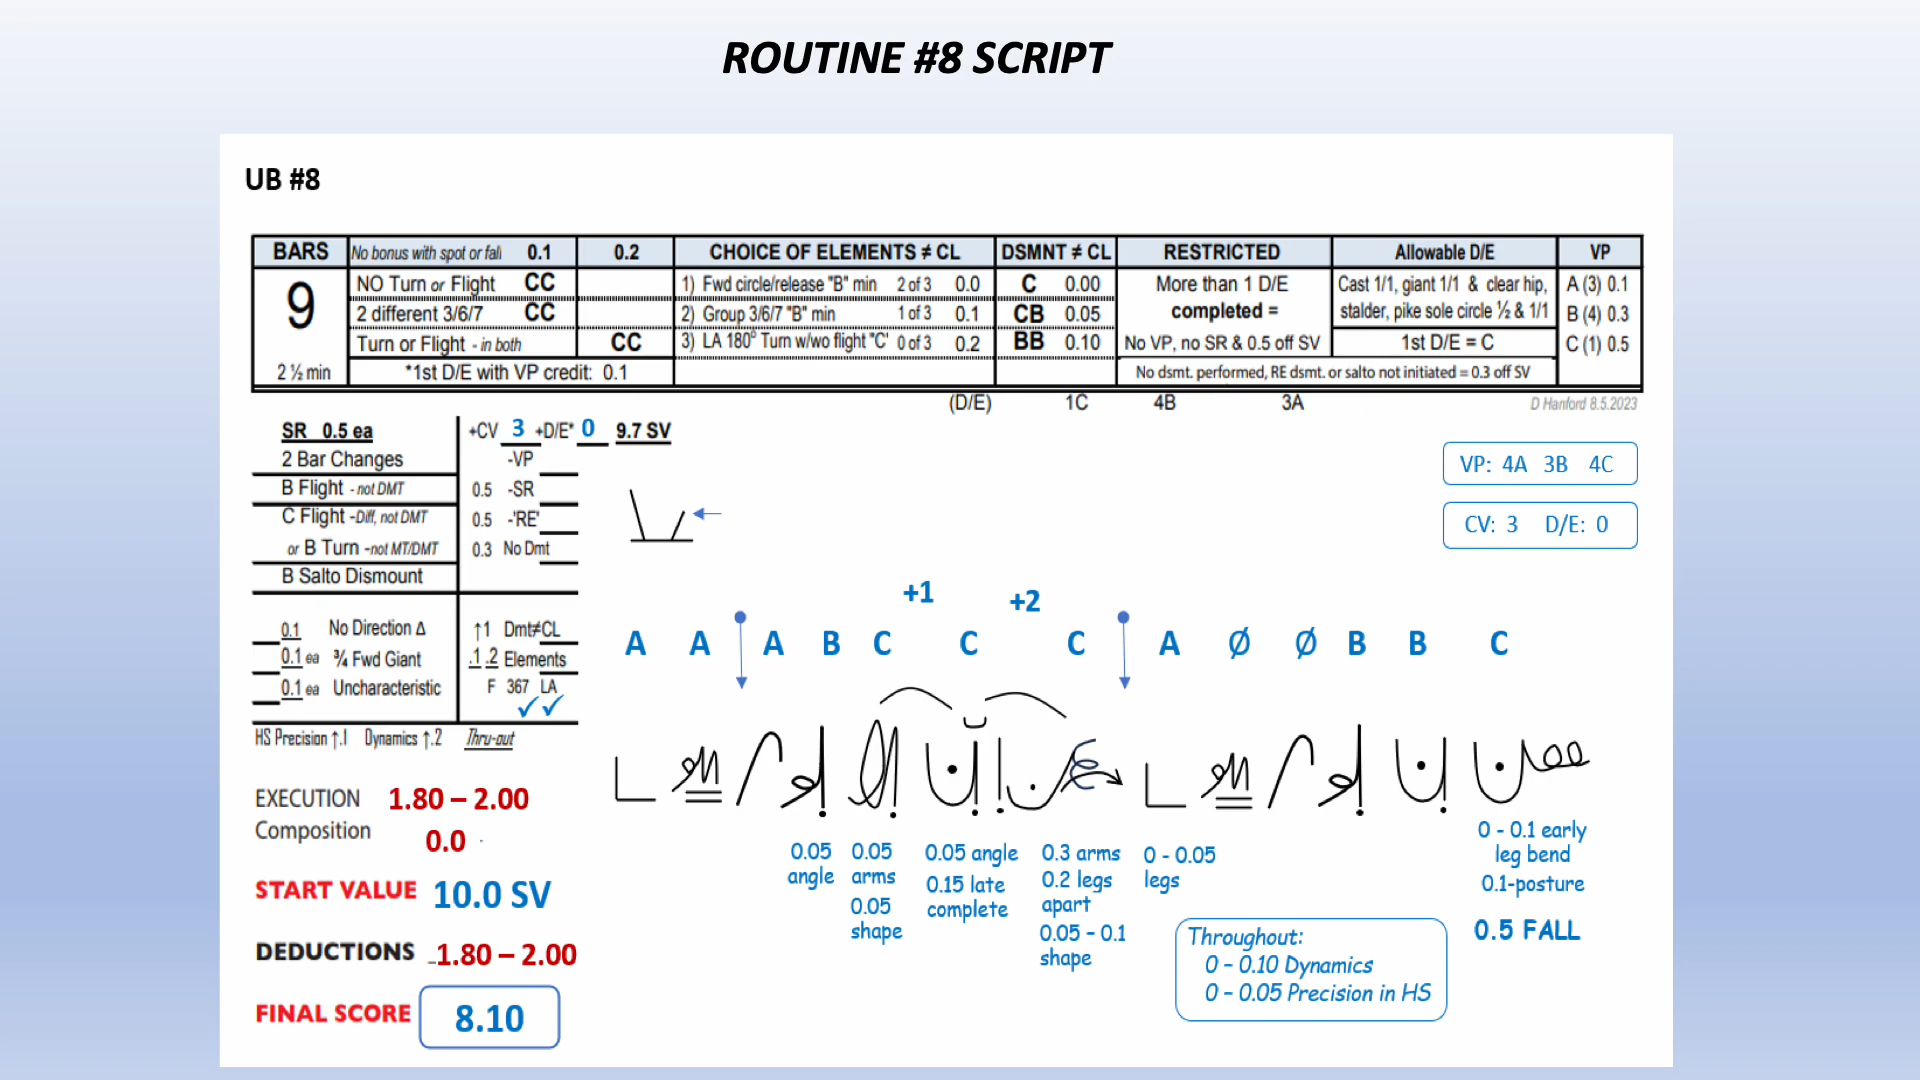 ROUTINE #8 SCRIPT
UB #8
BARS No bonus with spot or fall 0.1 0.2 CHOICE OF ELEMENTS ≠ CL DSMNT ≠ CL RESTRICTED Allowable D/E VP
9 NO Turn or Flight CC 1) Fwd circle/release "B" min 2 of 3 0.0 C 0.00 More than 1 D/E Cast 1/1, giant 1/1 & clear hip, A (3) 0.1
2 different 3/6/7 CC 2) Group 3/6/7 "B" min 1 of 3 0.1 CB 0.05 completed = stalder, pike sole circle ½ & 1/1 B (4) 0.3
Turn or Flight - in both CC 3) LA 180° Turn w/wo flight "C' 0 of 3 0.2 BB 0.10 No VP, no SR & 0.5 off SV 1st D/E = C C (1) 0.5
2 ½ min *1st D/E with VP credit: 0.1 No dsmt. performed, RE dsmt. or salto not initiated = 0.3 off SV
(D/E) 1C 4B 3A D Hanford 8.5.2023
SR 0.5 ea +CV 3 +D/E* 0 9.7 SV
2 Bar Changes -VP
VP: 4A 3B 4C
B Flight - not DMT 0.5 -SR
C Flight -Diff, not DMT 0.5 -'RE'
CV: 3 D/E: 0
or B Turn -not MT/DMT 0.3 No Dmt
B Salto Dismount
+1 +2
0.1 No Direction Δ ↑1 Dmt≠CL
A A A B C C C A Ø Ø B B C
0.1 ea ¾ Fwd Giant .1 .2 Elements
0.1 ea Uncharacteristic F 367 LA
✓✓
HS Precision ↑.1 Dynamics ↑.2 Thru-out
EXECUTION 1.80 – 2.00
Composition 0.0
0.05 angle
0.05 arms
0.05 shape
0.05 angle
0.15 late complete
0.3 arms
0.2 legs apart
0.05 – 0.1 shape
0 - 0.05 legs
0 - 0.1 early leg bend
0.1-posture
0.5 FALL
START VALUE 10.0 SV
DEDUCTIONS –1.80 – 2.00
Throughout:
0 – 0.10 Dynamics
0 – 0.05 Precision in HS
FINAL SCORE 8.10